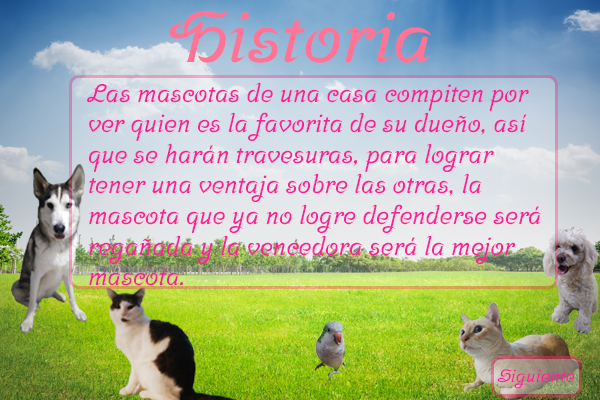 Historia
Las mascotas de una casa compiten por
ver quien es la favorita de su dueño, así
que se harán travesuras, para lograr
tener una ventaja sobre las otras, la
mascota que ya no logre defenderse será
regañada y la vencedora será la mejor
mascota.
Siguiente